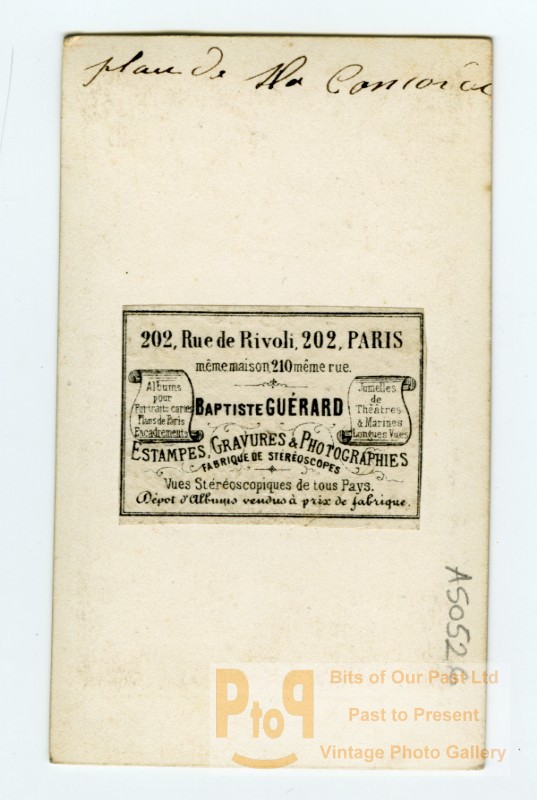 plan de la Concorde
202, Rue de Rivoli, 202, PARIS
même maison, 210 même rue.
Albums
pour
Portraits cartes
Plans de Paris
Encadrements
BAPTISTE GUÉRARD
Jumelles
de
Théâtres
& Marines
Longues Vues
ESTAMPES, GRAVURES & PHOTOGRAPHIES
FABRIQUE DE STÉRÉOSCOPES
Vues Stéréoscopiques de tous Pays.
Dépot d'Albums vendus à prix de fabrique.
AS052
PtoP
Bits of Our Past Ltd
Past to Present
Vintage Photo Gallery